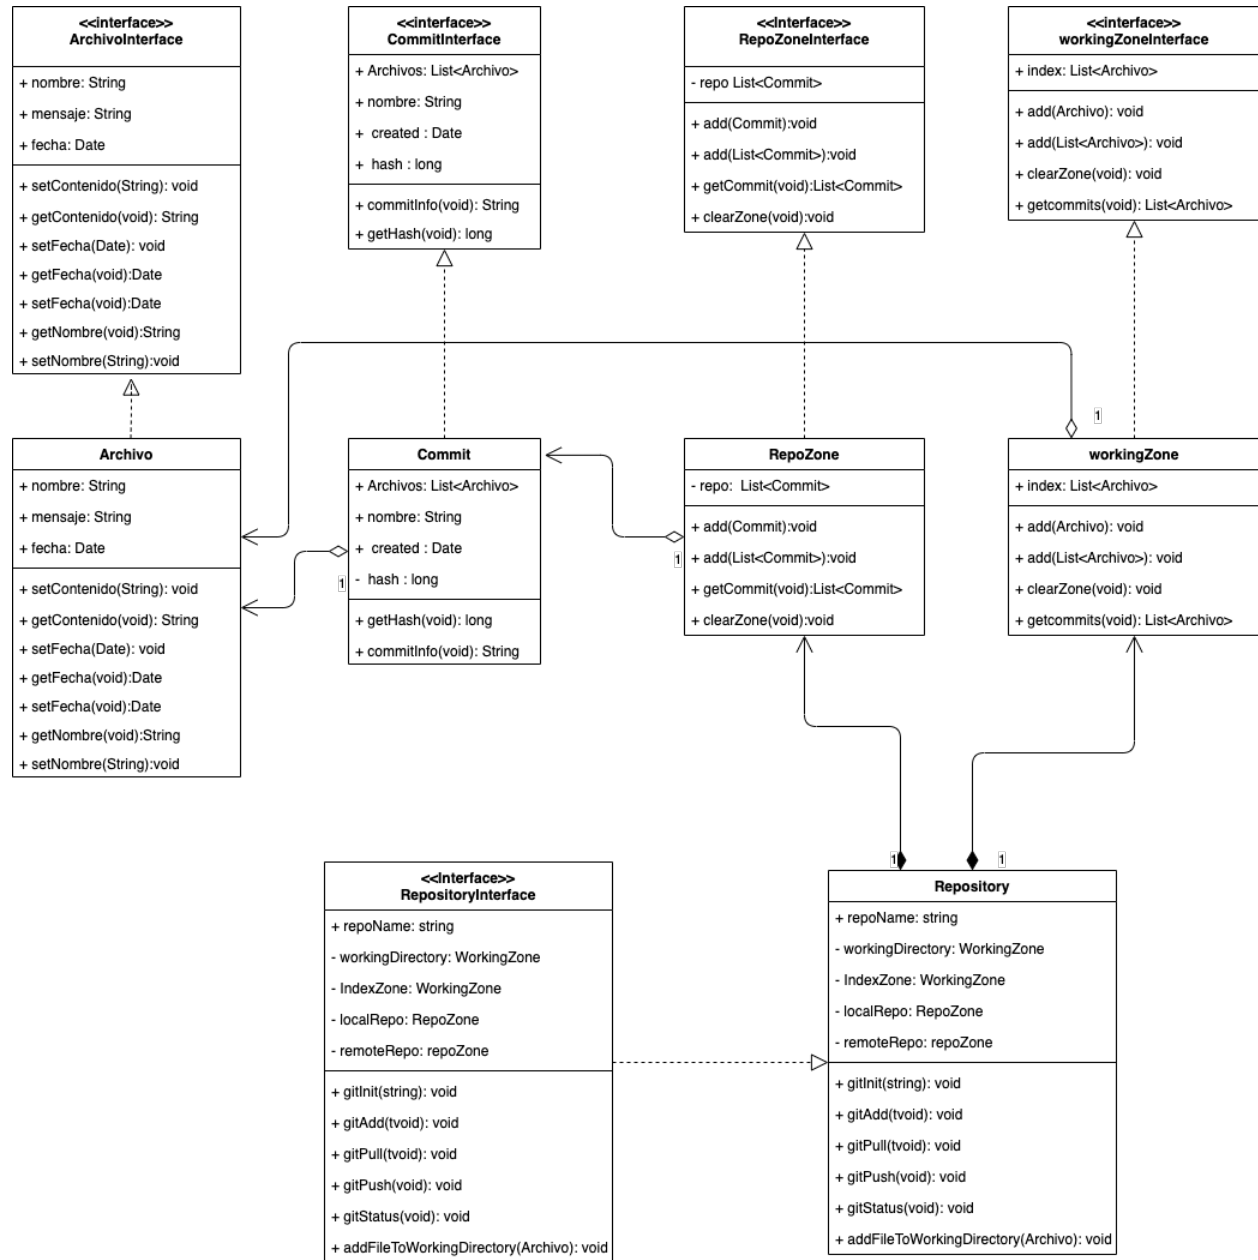 <<interface>>
ArchivoInterface
+ nombre: String
+ mensaje: String
+ fecha: Date
+ setContenido(String): void
+ getContenido(void): String
+ setFecha(Date): void
+ getFecha(void):Date
+ setFecha(void):Date
+ getNombre(void):String
+ setNombre(String):void
<<interface>>
CommitInterface
+ Archivos: List<Archivo>
+ nombre: String
+ created : Date
+ hash : long
+ commitInfo(void): String
+ getHash(void): long
<<Interface>>
RepoZoneInterface
- repo List<Commit>
+ add(Commit):void
+ add(List<Commit>):void
+ getCommit(void):List<Commit>
+ clearZone(void):void
<<interface>>
workingZoneInterface
+ index: List<Archivo>
+ add(Archivo): void
+ add(List<Archivo>): void
+ clearZone(void): void
+ getcommits(void): List<Archivo>
Archivo
+ nombre: String
+ mensaje: String
+ fecha: Date
+ setContenido(String): void
+ getContenido(void): String
+ setFecha(Date): void
+ getFecha(void):Date
+ setFecha(void):Date
+ getNombre(void):String
+ setNombre(String):void
1
Commit
+ Archivos: List<Archivo>
+ nombre: String
+ created : Date
- hash : long
+ getHash(void): long
+ commitInfo(void): String
1
RepoZone
- repo: List<Commit>
+ add(Commit):void
+ add(List<Commit>):void
+ getCommit(void):List<Commit>
+ clearZone(void):void
1
workingZone
+ index: List<Archivo>
+ add(Archivo): void
+ add(List<Archivo>): void
+ clearZone(void): void
+ getcommits(void): List<Archivo>
<<Interface>>
RepositoryInterface
+ repoName: string
- workingDirectory: WorkingZone
- IndexZone: WorkingZone
- localRepo: RepoZone
- remoteRepo: repoZone
+ gitInit(string): void
+ gitAdd(tvoid): void
+ gitPull(tvoid): void
+ gitPush(void): void
+ gitStatus(void): void
+ addFileToWorkingDirectory(Archivo): void
1
1
Repository
+ repoName: string
- workingDirectory: WorkingZone
- IndexZone: WorkingZone
- localRepo: RepoZone
- remoteRepo: repoZone
+ gitInit(string): void
+ gitAdd(tvoid): void
+ gitPull(tvoid): void
+ gitPush(void): void
+ gitStatus(void): void
+ addFileToWorkingDirectory(Archivo): void